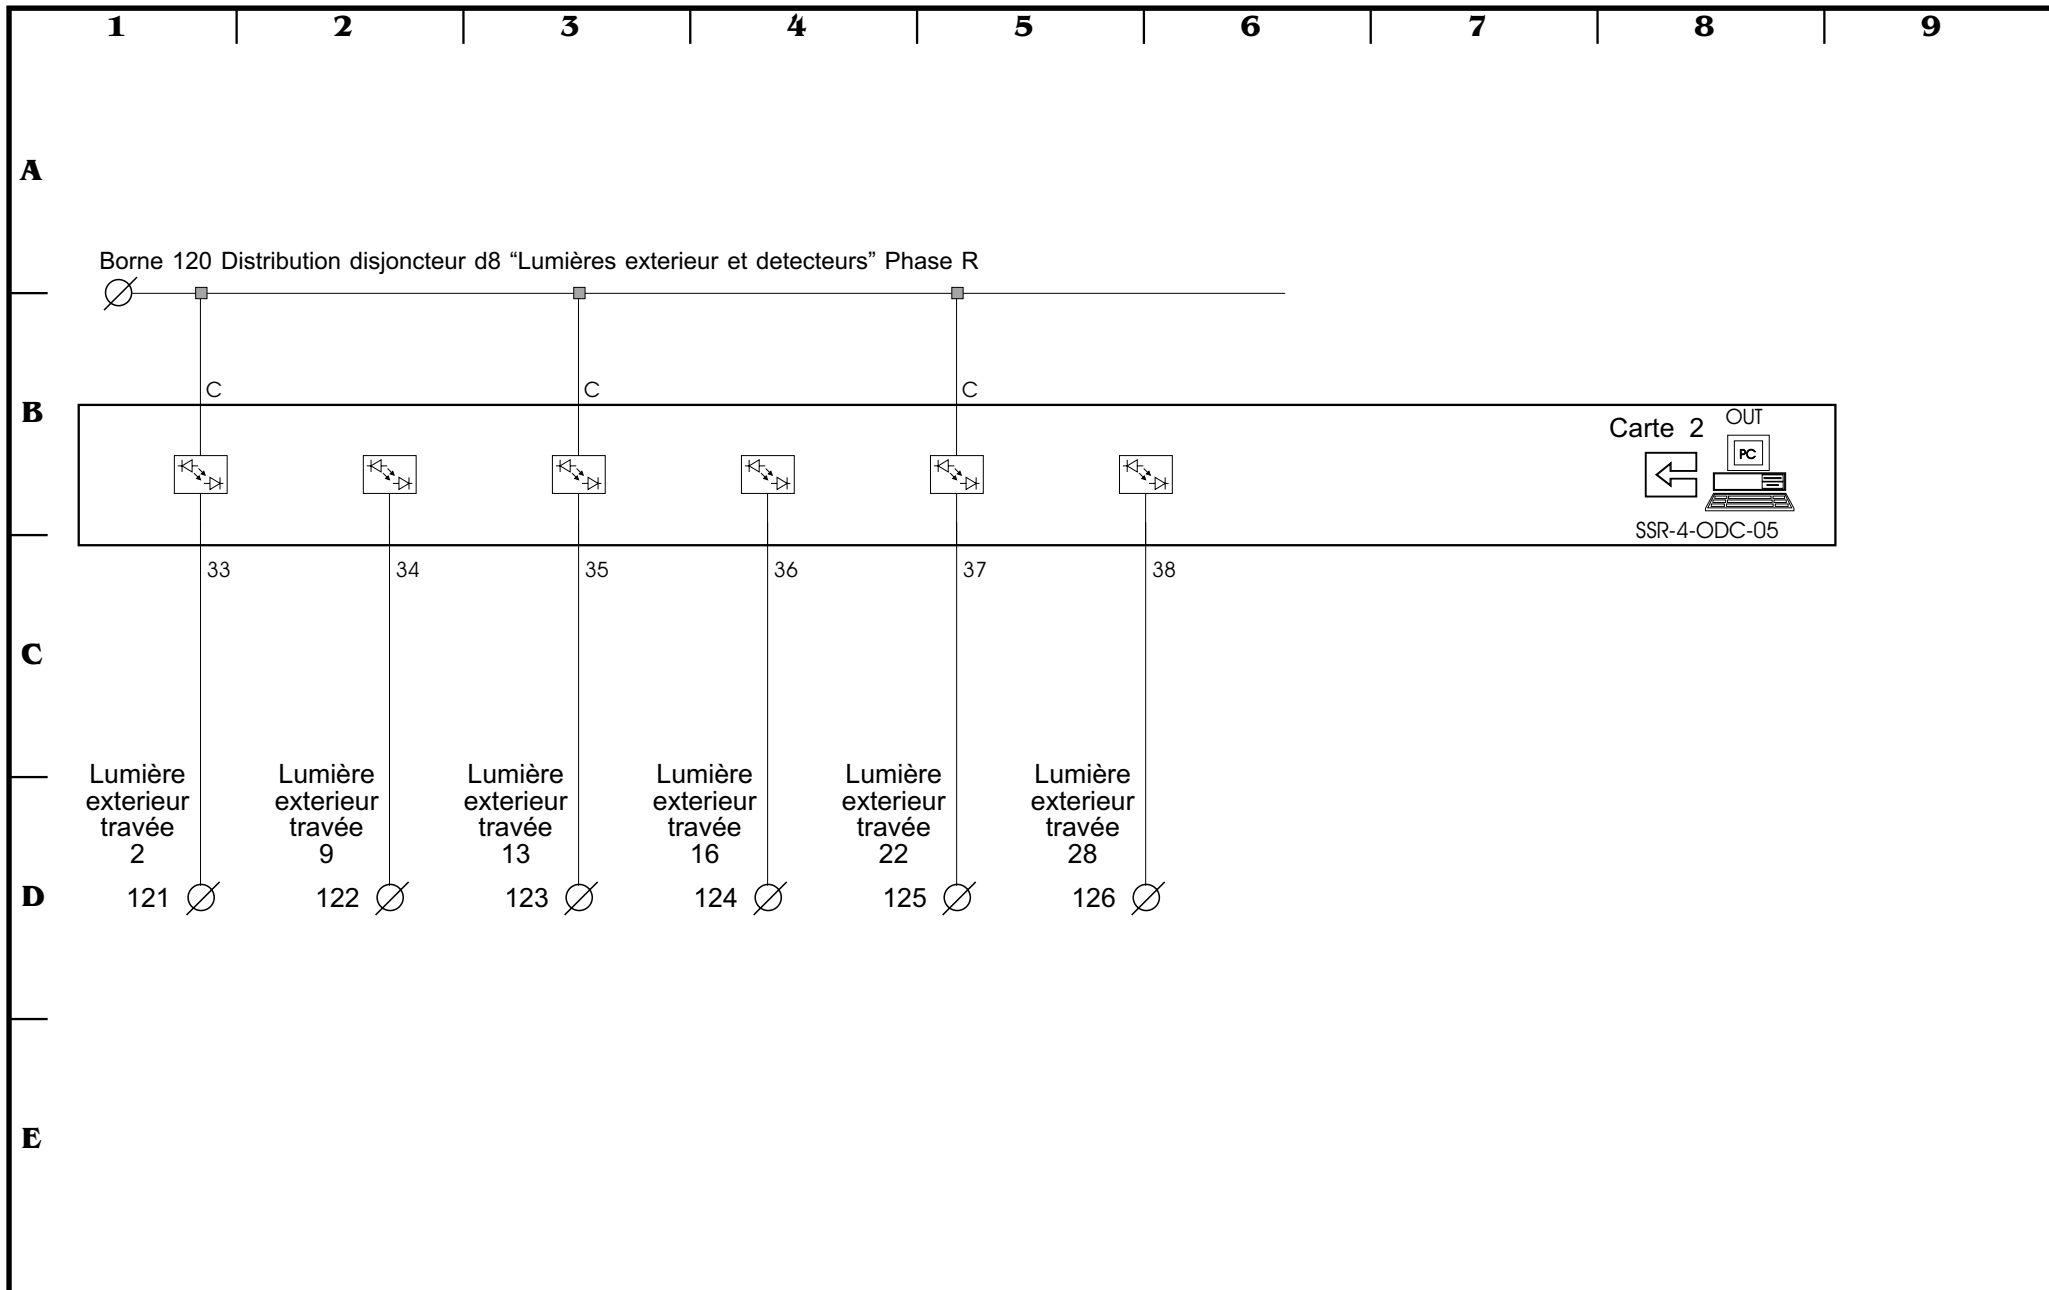 1 2 3 4 5 6 7 8 9
A
Borne 120 Distribution disjoncteur d8 “Lumières exterieur et detecteurs” Phase R
C C C
B
Carte 2 OUT
PC
SSR-4-ODC-05
33 34 35 36 37 38
C
Lumière Lumière Lumière Lumière Lumière Lumière
exterieur exterieur exterieur exterieur exterieur exterieur
travée travée travée travée travée travée
2 9 13 16 22 28
D
121 122 123 124 125 126
E